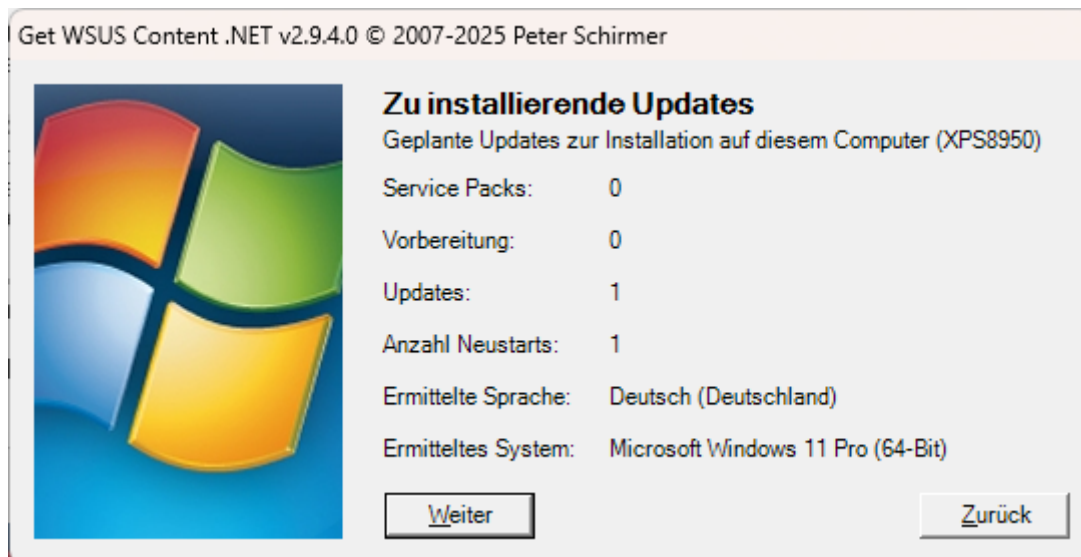 Get WSUS Content .NET v2.9.4.0 © 2007-2025 Peter Schirmer
Zu installierende Updates
Geplante Updates zur Installation auf diesem Computer (XPS8950)
Service Packs: 0
Vorbereitung: 0
Updates: 1
Anzahl Neustarts: 1
Ermittelte Sprache: Deutsch (Deutschland)
Ermitteltes System: Microsoft Windows 11 Pro (64-Bit)
Weiter Zurück